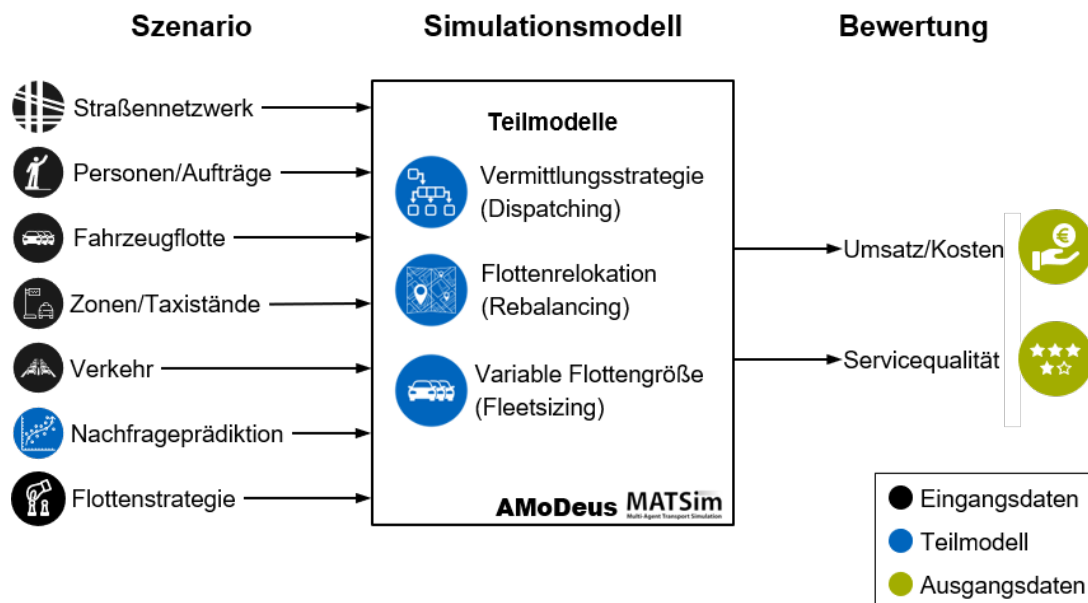 Szenario
Simulationsmodell
Bewertung
Straßennetzwerk
Personen/Aufträge
Fahrzeugflotte
Zonen/Taxistände
Verkehr
Nachfrageprädiktion
Flottenstrategie
Teilmodelle
Vermittlungsstrategie
(Dispatching)
Flottenrelokation
(Rebalancing)
Variable Flottengröße
(Fleetsizing)
AMoDeus
MATSim
Multi-Agent Transport Simulation
Umsatz/Kosten
€
Servicequalität
Eingangsdaten
Teilmodell
Ausgangsdaten